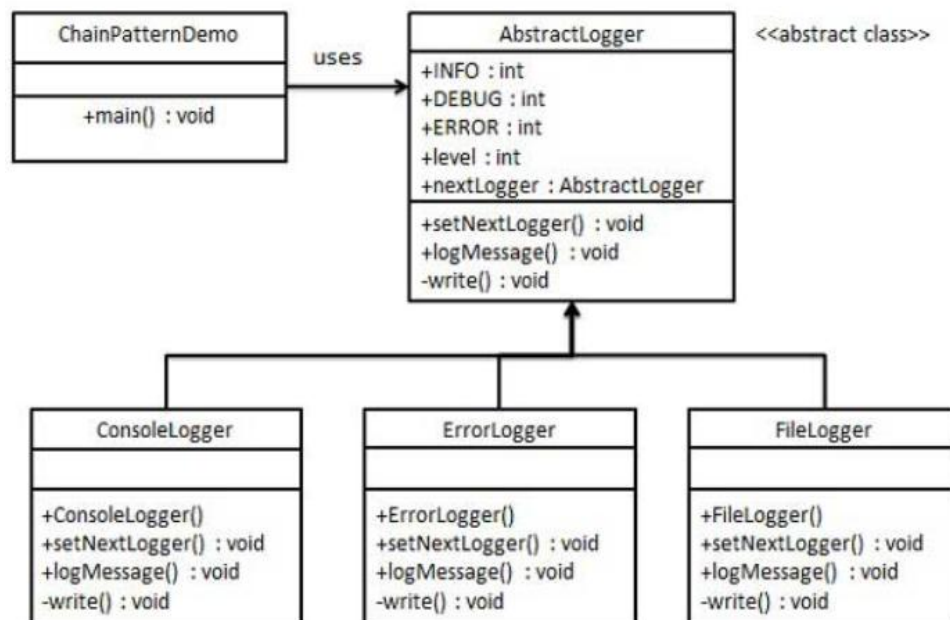 ChainPatternDemo
+main() : void
uses
AbstractLogger
<<abstract class>>
+INFO : int
+DEBUG : int
+ERROR : int
+level : int
+nextLogger : AbstractLogger
+setNextLogger() : void
+logMessage() : void
-write() : void
ConsoleLogger
+ConsoleLogger()
+setNextLogger() : void
+logMessage() : void
-write() : void
ErrorLogger
+ErrorLogger()
+setNextLogger() : void
+logMessage() : void
-write() : void
FileLogger
+FileLogger()
+setNextLogger() : void
+logMessage() : void
-write() : void